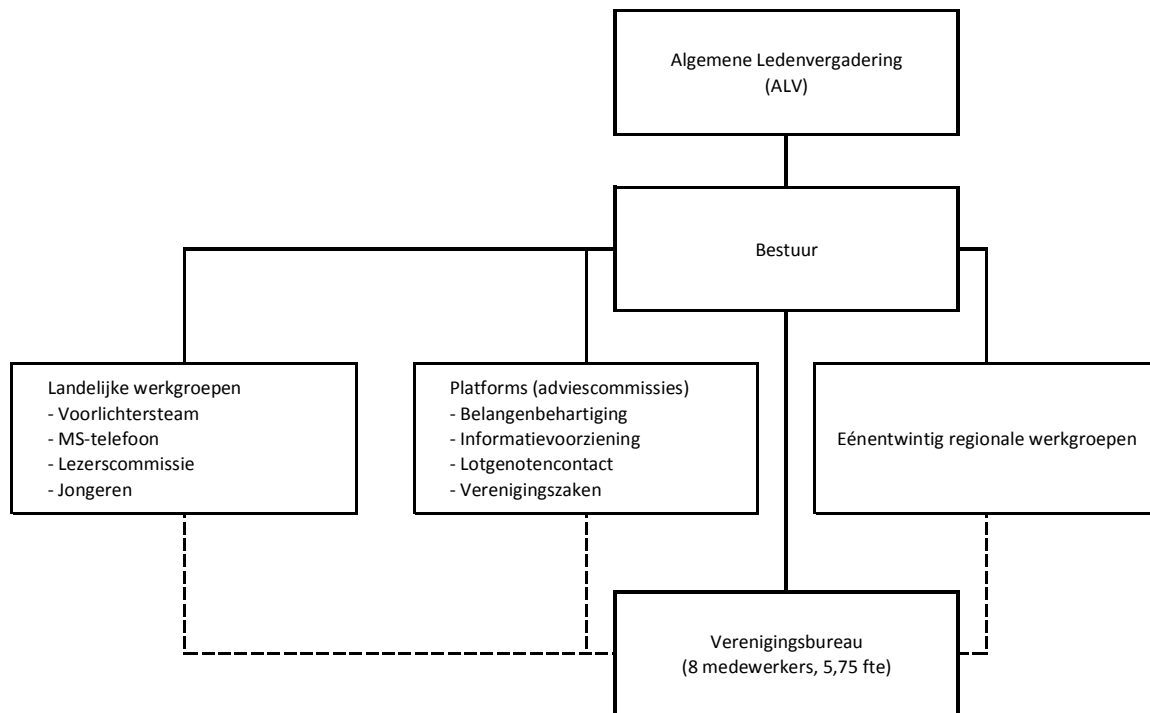 Algemene Ledenvergadering
(ALV)
Bestuur
Landelijke werkgroepen
- Voorlichtersteam
- MS-telefoon
- Lezerscommissie
- Jongeren
Platforms (adviescommissies)
- Belangenbehartiging
- Informatievoorziening
- Lotgenotencontact
- Verenigingszaken
Eénentwintig regionale werkgroepen
Verenigingsbureau
(8 medewerkers, 5,75 fte)